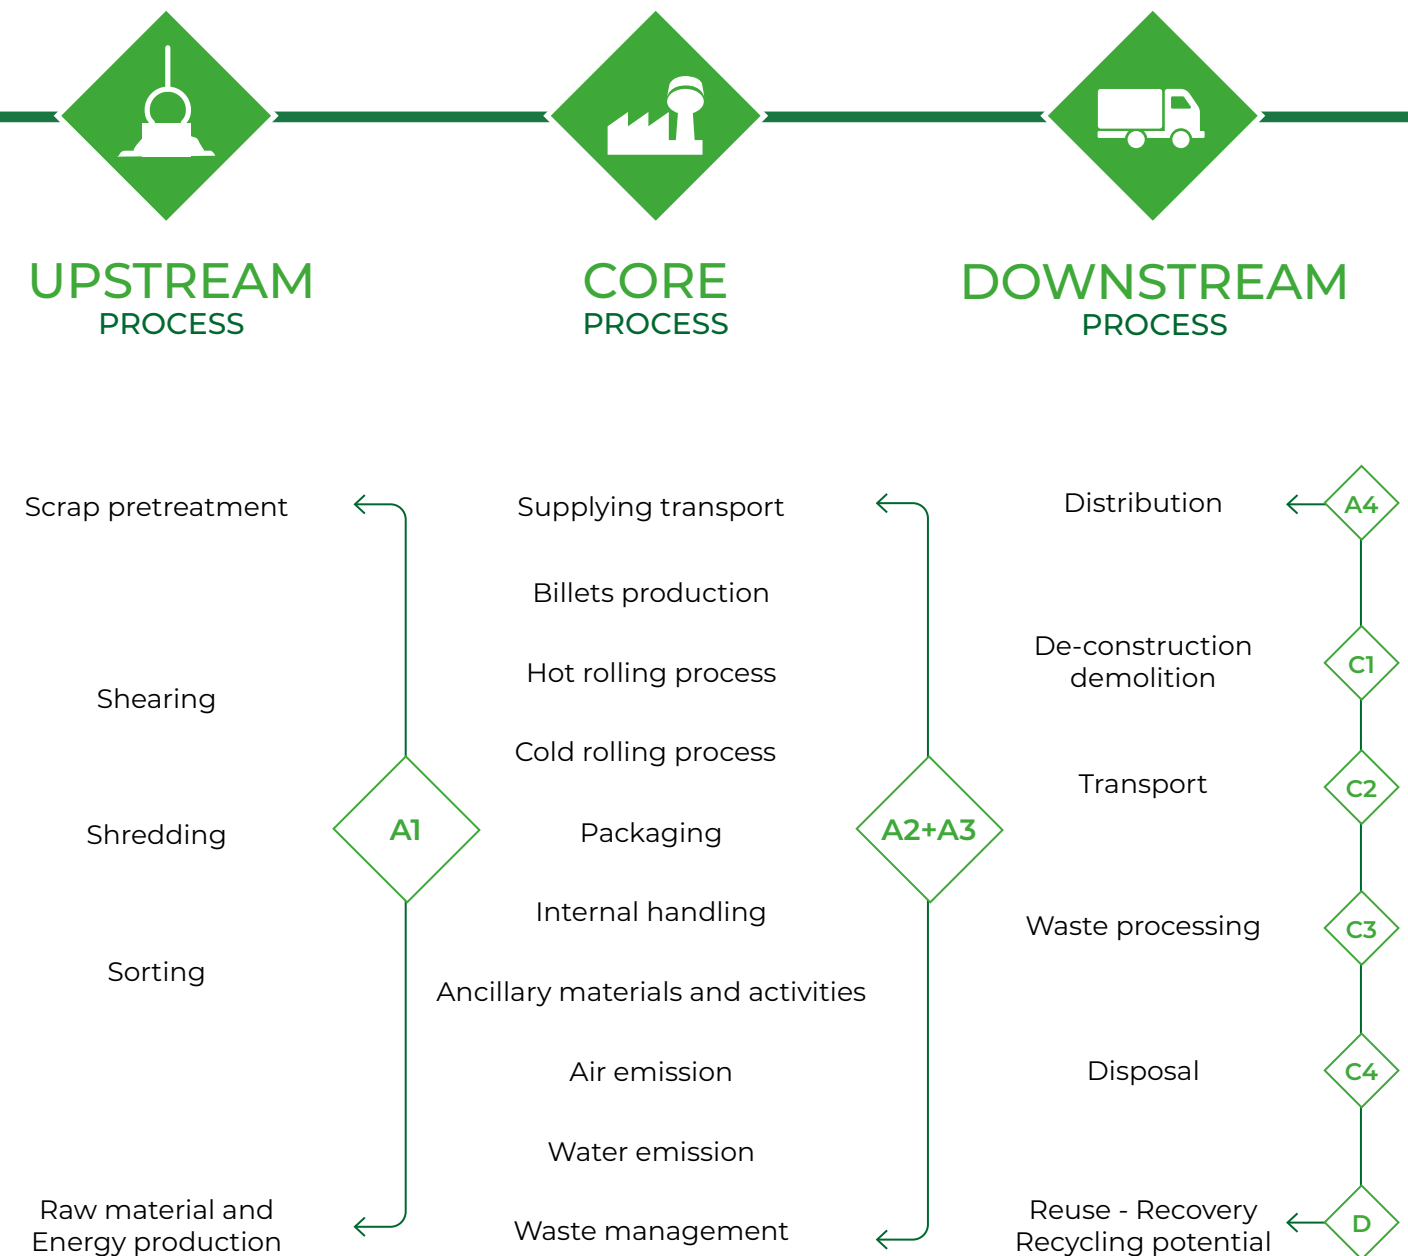 UPSTREAM
PROCESS
Scrap pretreatment
Shearing
Shredding
Sorting
Raw material and
Energy production
A1
CORE
PROCESS
Supplying transport
Billets production
Hot rolling process
Cold rolling process
Packaging
Internal handling
Ancillary materials and activities
Air emission
Water emission
Waste management
A2+A3
DOWNSTREAM
PROCESS
Distribution
A4
De-construction
demolition
C1
Transport
C2
Waste processing
C3
Disposal
C4
Reuse - Recovery
Recycling potential
D